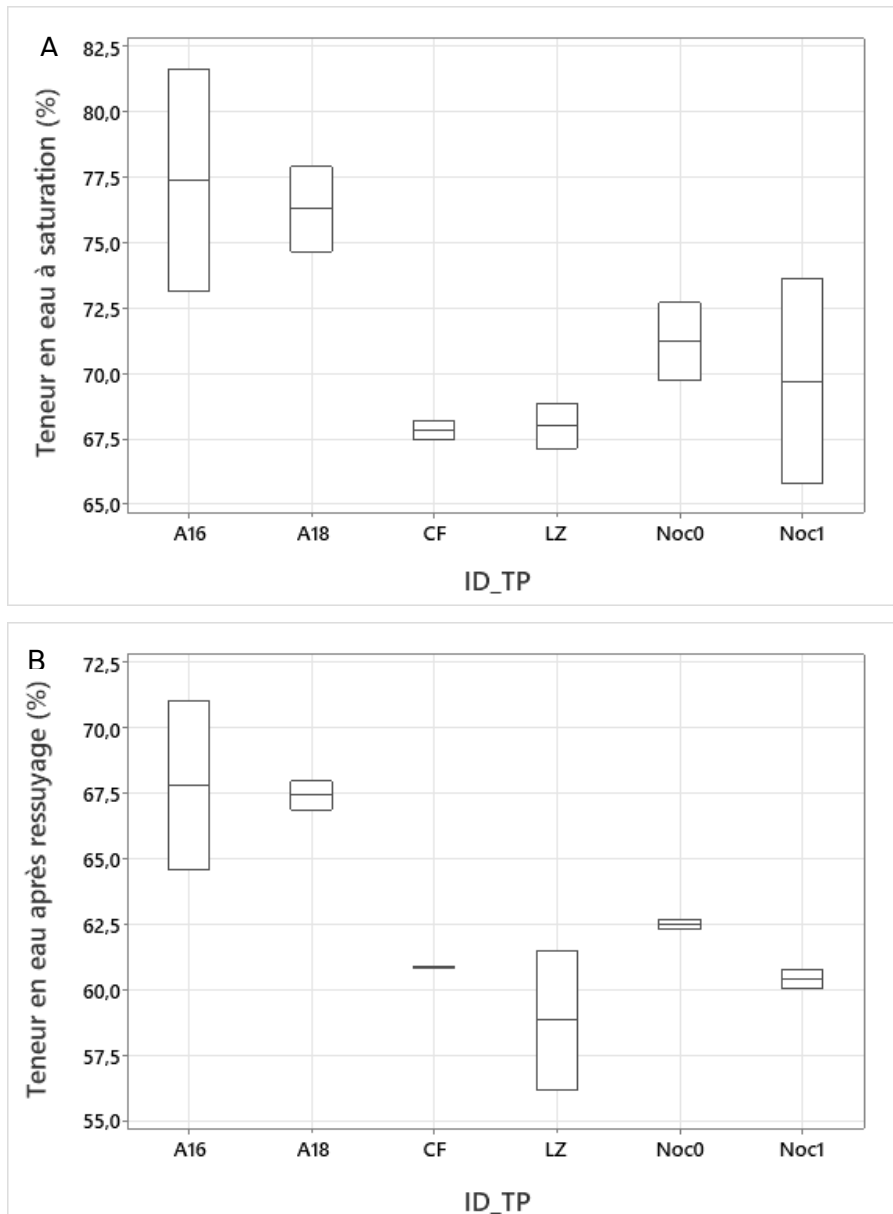 A
Teneur en eau à saturation (%)
82,5
80,0
77,5
75,0
72,5
70,0
67,5
65,0
A16 A18 CF LZ Noc0 Noc1
ID_TP
B
Teneur en eau après ressuyage (%)
72,5
70,0
67,5
65,0
62,5
60,0
57,5
55,0
A16 A18 CF LZ Noc0 Noc1
ID_TP